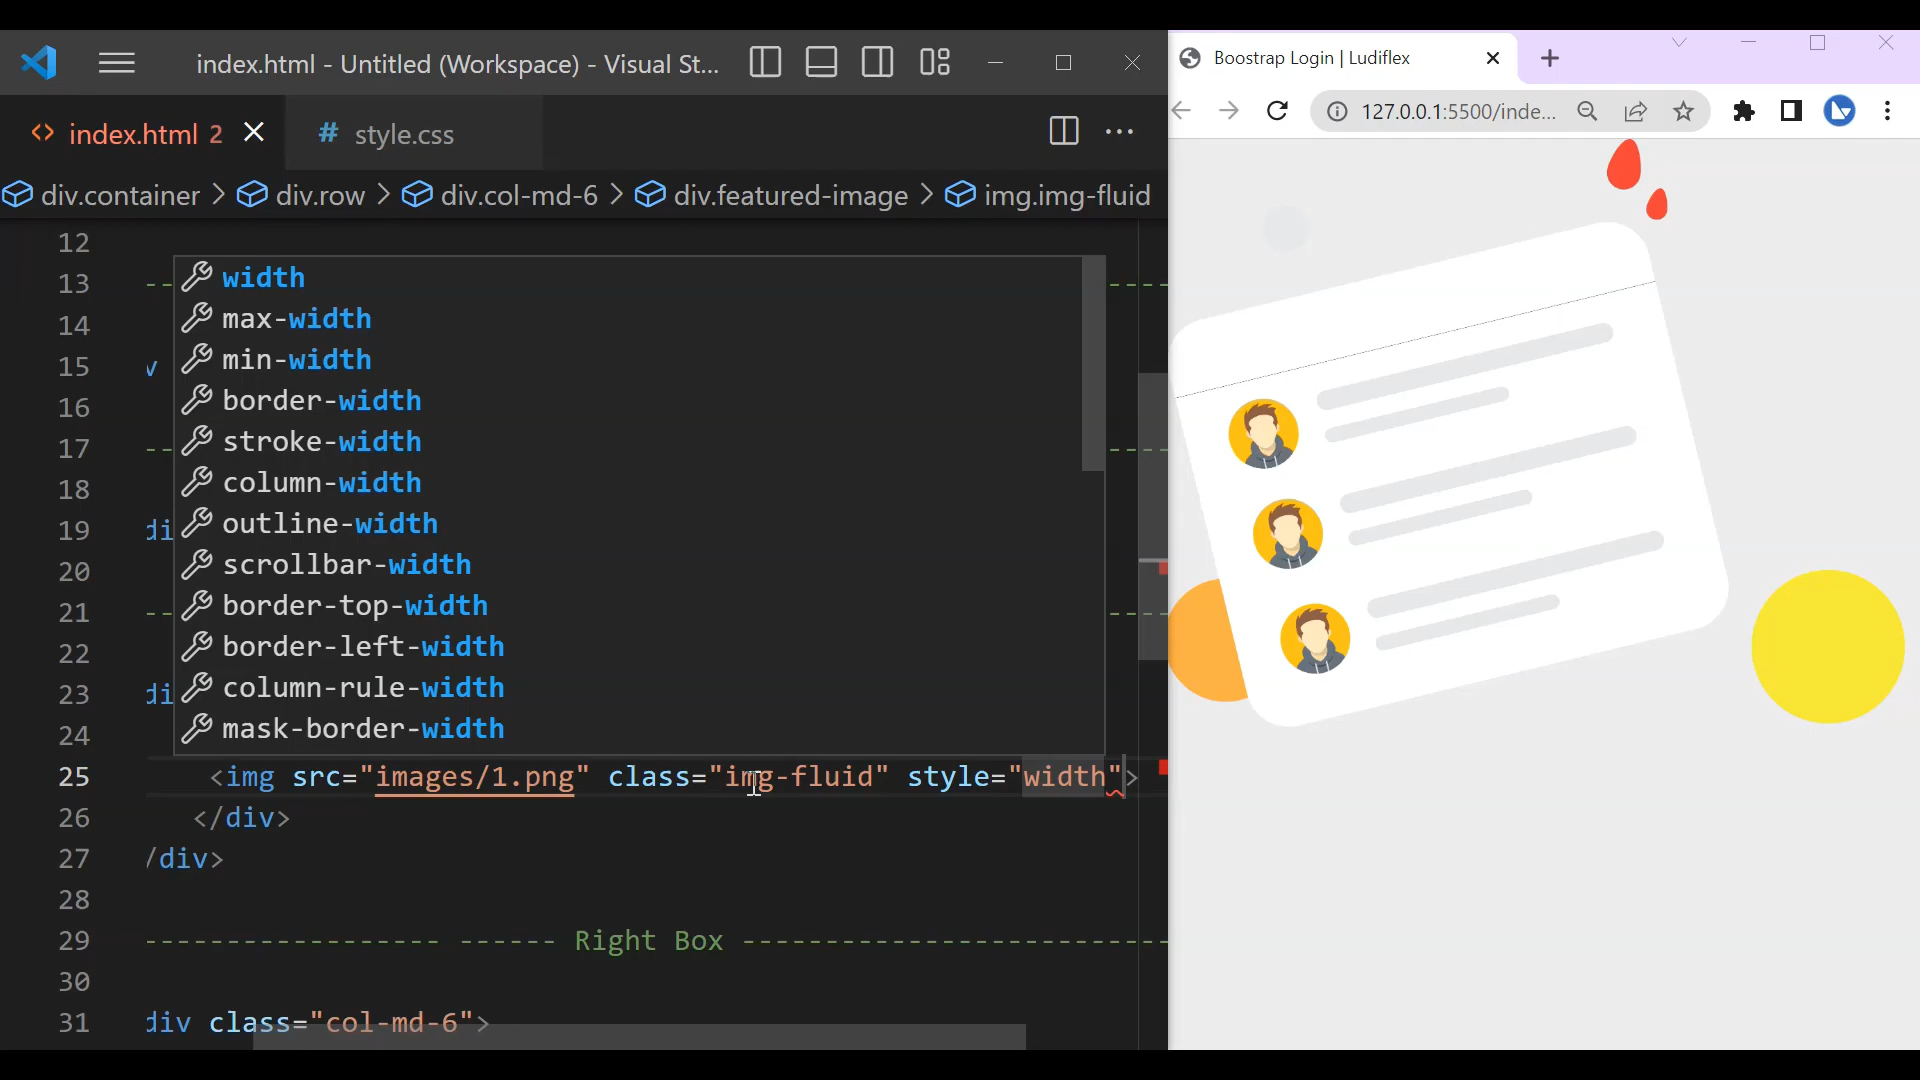 index.html - Untitled (Workspace) - Visual St...
index.html 2
# style.css
div.container > div.row > div.col-md-6 > div.featured-image > img.img-fluid
12
width
13 -- ----
max-width
14
min-width
15 v
border-width
16
stroke-width
17 -- ----
column-width
18
outline-width
19 di
scrollbar-width
20
border-top-width
21 -- ----
border-left-width
22
column-rule-width
23 di
mask-border-width
24
25 <img src="images/1.png" class="img-fluid" style="width">
26 </div>
27 /div>
28
29 ------------------ ------ Right Box --------------------------
30
31 div class="col-md-6">
Boostrap Login | Ludiflex
127.0.0.1:5500/inde...